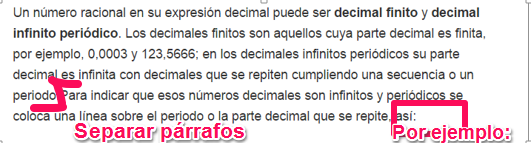 Un número racional en su expresión decimal puede ser decimal finito y decimal
infinito periódico. Los decimales finitos son aquellos cuya parte decimal es finita,
por ejemplo, 0,0003 y 123,5666; en los decimales infinitos periódicos su parte
decimal es infinita con decimales que se repiten cumpliendo una secuencia o un
periodo. Para indicar que esos números decimales son infinitos y periódicos se
coloca una línea sobre el periodo o la parte decimal que se repite, así:
Separar párrafos
Por ejemplo: